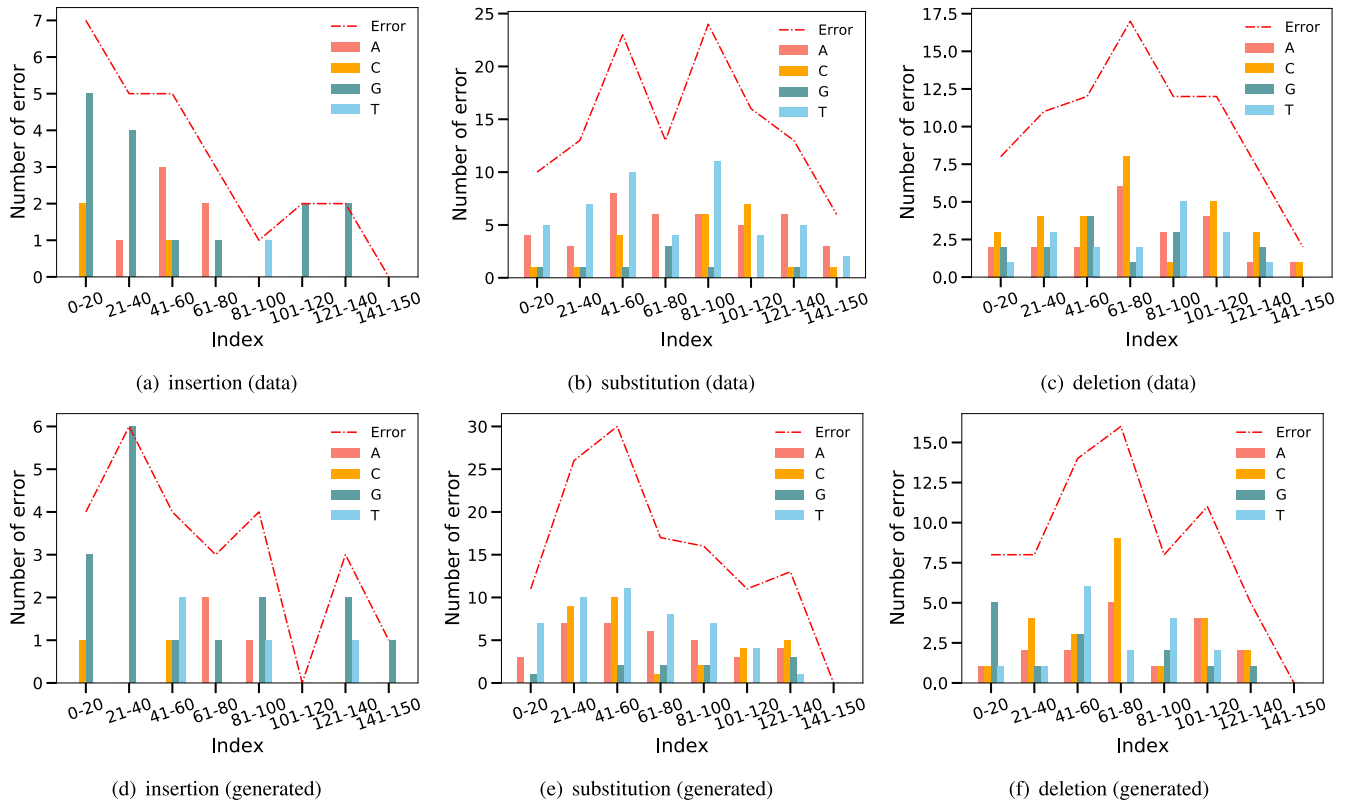 7
6
5
4
3
2
1
0
Number of error
Error
A
C
G
T
0-20
21-40
41-60
61-80
81-100
101-120
121-140
141-150
Index
(a) insertion (data)
25
20
15
10
5
0
Number of error
Error
A
C
G
T
0-20
21-40
41-60
61-80
81-100
101-120
121-140
141-150
Index
(b) substitution (data)
17.5
15.0
12.5
10.0
7.5
5.0
2.5
0.0
Number of error
Error
A
C
G
T
0-20
21-40
41-60
61-80
81-100
101-120
121-140
141-150
Index
(c) deletion (data)
6
5
4
3
2
1
0
Number of error
Error
A
C
G
T
0-20
21-40
41-60
61-80
81-100
101-120
121-140
141-150
Index
(d) insertion (generated)
30
25
20
15
10
5
0
Number of error
Error
A
C
G
T
0-20
21-40
41-60
61-80
81-100
101-120
121-140
141-150
Index
(e) substitution (generated)
15.0
12.5
10.0
7.5
5.0
2.5
0.0
Number of error
Error
A
C
G
T
0-20
21-40
41-60
61-80
81-100
101-120
121-140
141-150
Index
(f) deletion (generated)